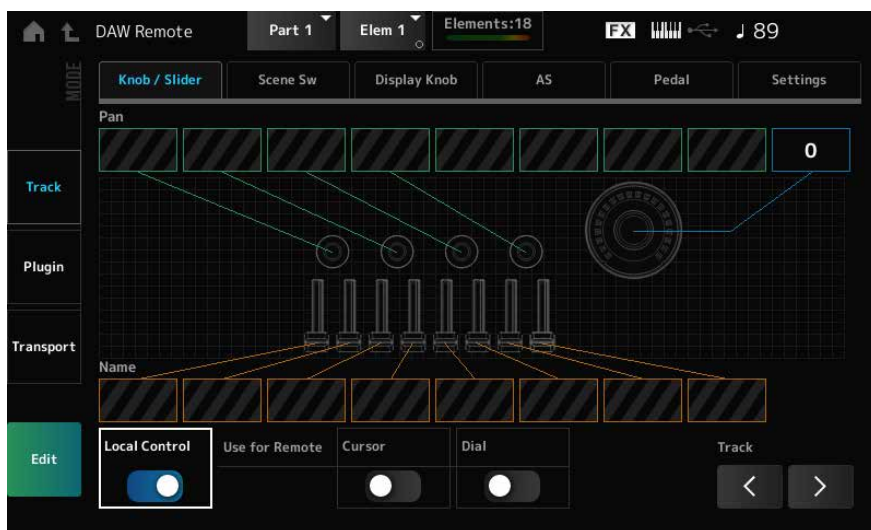 DAW Remote
Part 1
Elem 1
Elements:18
FX
♩ 89
MODE
Knob / Slider
Scene Sw
Display Knob
AS
Pedal
Settings
Pan
0
Track
Plugin
Transport
Name
Edit
Local Control
Use for Remote
Cursor
Dial
Track